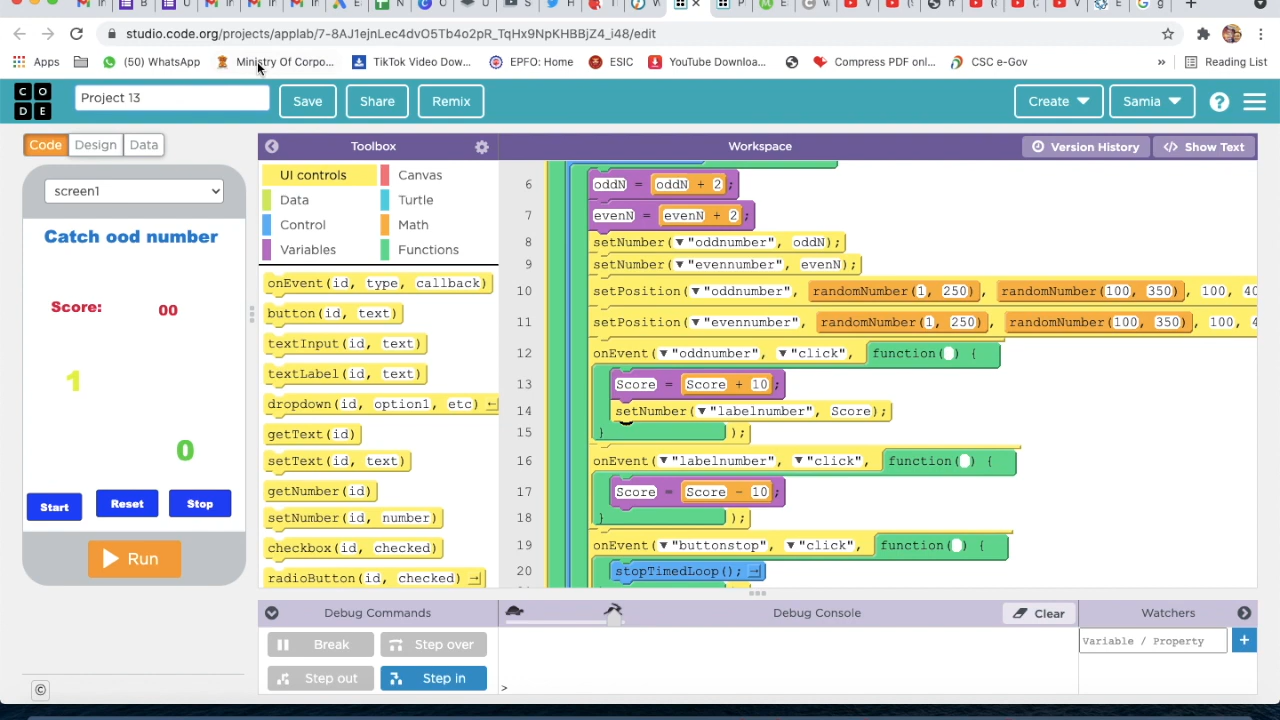 studio.code.org/projects/applab/7-8AJ1ejnLec4dvO5Tb4o2pR_TqHx9NpKHBBjZ4_i48/edit
Apps (50) WhatsApp Ministry Of Corpo... TikTok Video Dow... EPFO: Home ESIC YouTube Downloa... Compress PDF onl... CSC e-Gov » Reading List
CO
DE
Project 13 Save Share Remix Create Samia ?
Code Design Data
Toolbox
Workspace Version History </> Show Text
screen1
Catch ood number
Score: 00
1
0
Start Reset Stop
Run
UI controls Canvas
Data Turtle
Control Math
Variables Functions
onEvent(id, type, callback)
button(id, text)
textInput(id, text)
textLabel(id, text)
dropdown(id, option1, etc) ←
getText(id)
setText(id, text)
getNumber(id)
setNumber(id, number)
checkbox(id, checked)
radioButton(id, checked) →
6 oddN = oddN + 2;
7 evenN = evenN + 2;
8 setNumber(▼"oddnumber", oddN);
9 setNumber(▼"evennumber", evenN);
10 setPosition(▼"oddnumber", randomNumber(1, 250), randomNumber(100, 350), 100, 40
11 setPosition(▼"evennumber", randomNumber(1, 250), randomNumber(100, 350), 100, 4
12 onEvent(▼"oddnumber", ▼"click", function() {
13 Score = Score + 10;
14 setNumber(▼"labelnumber", Score);
15 } );
16 onEvent(▼"labelnumber", ▼"click", function() {
17 Score = Score - 10;
18 } );
19 onEvent(▼"buttonstop", ▼"click", function() {
20 stopTimedLoop(); →
Debug Commands
Break Step over
Step out Step in
Debug Console Clear
>
Watchers
Variable / Property +
©